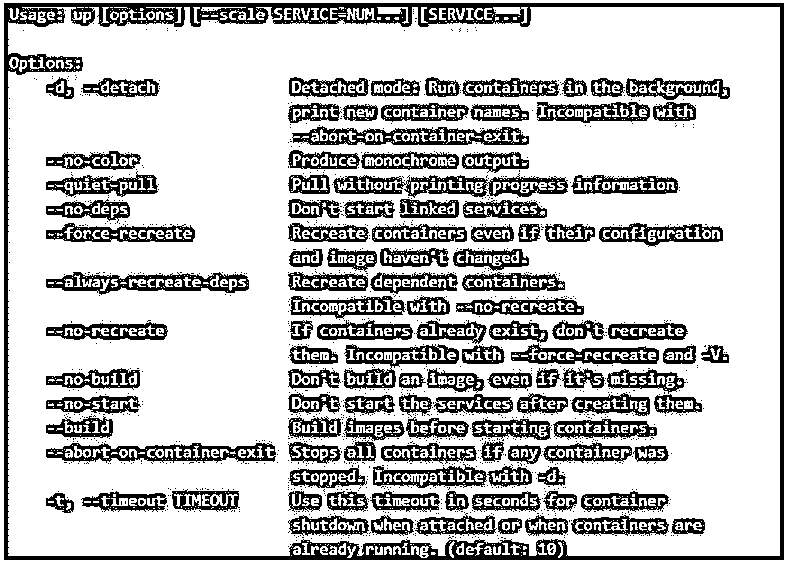 Usage: up [options] [--scale SERVICE=NUM...] [SERVICE...]
Options:
-d, --detach Detached mode: Run containers in the background,
print new container names. Incompatible with
--abort-on-container-exit.
--no-color Produce monochrome output.
--quiet-pull Pull without printing progress information
--no-deps Don't start linked services.
--force-recreate Recreate containers even if their configuration
and image haven't changed.
--always-recreate-deps Recreate dependent containers.
Incompatible with --no-recreate.
--no-recreate If containers already exist, don't recreate
them. Incompatible with --force-recreate and -V.
--no-build Don't build an image, even if it's missing.
--no-start Don't start the services after creating them.
--build Build images before starting containers.
--abort-on-container-exit Stops all containers if any container was
stopped. Incompatible with -d.
-t, --timeout TIMEOUT Use this timeout in seconds for container
shutdown when attached or when containers are
already running. (default: 10)